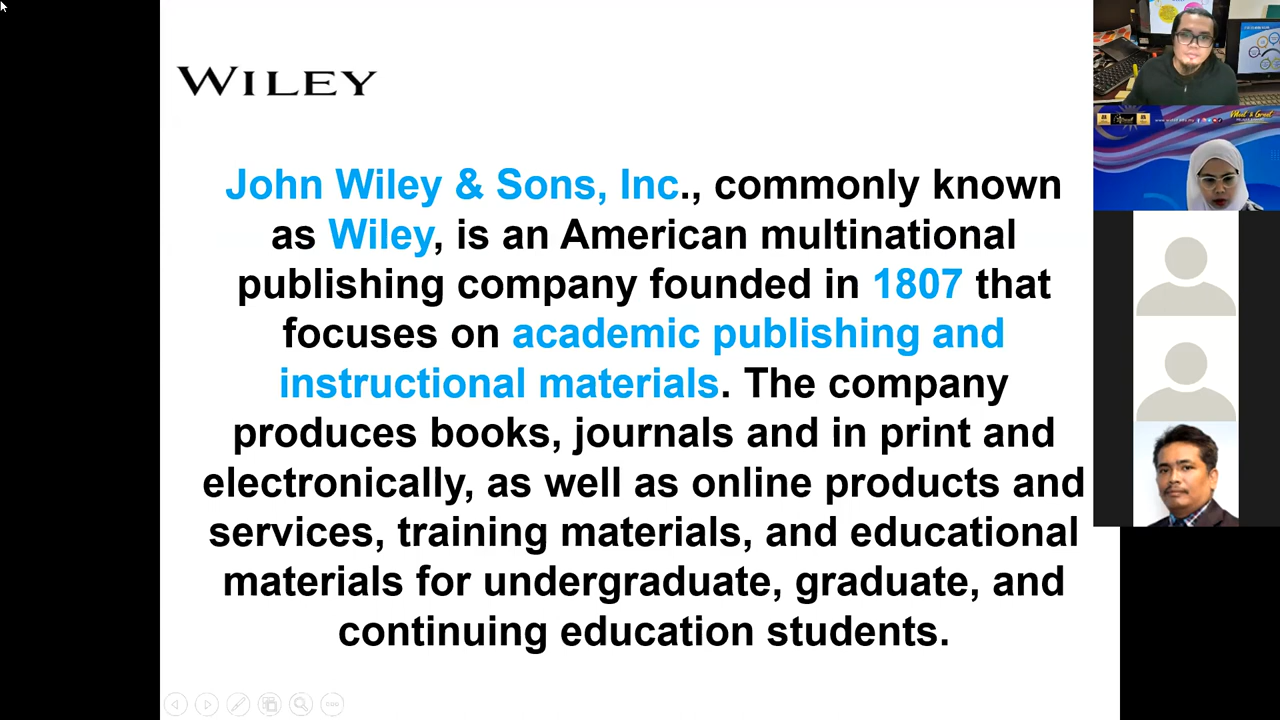 WILEY
John Wiley & Sons, Inc., commonly known
as Wiley, is an American multinational
publishing company founded in 1807 that
focuses on academic publishing and
instructional materials. The company
produces books, journals and in print and
electronically, as well as online products and
services, training materials, and educational
materials for undergraduate, graduate, and
continuing education students.
Meet & Greet